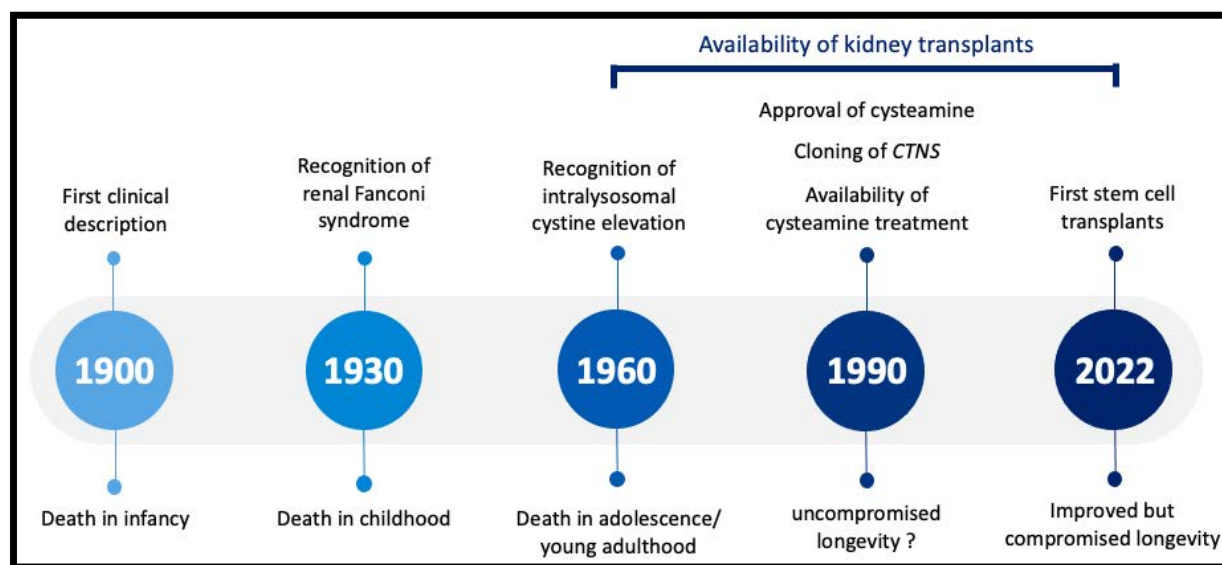 Availability of kidney transplants
Approval of cysteamine
Cloning of CTNS
First clinical
description
Recognition of
renal Fanconi
syndrome
Recognition of
intralysosomal
cystine elevation
Availability of
cysteamine treatment
First stem cell
transplants
1900
1930
1960
1990
2022
Death in infancy
Death in childhood
Death in adolescence/
young adulthood
uncompromised
longevity ?
Improved but
compromised longevity